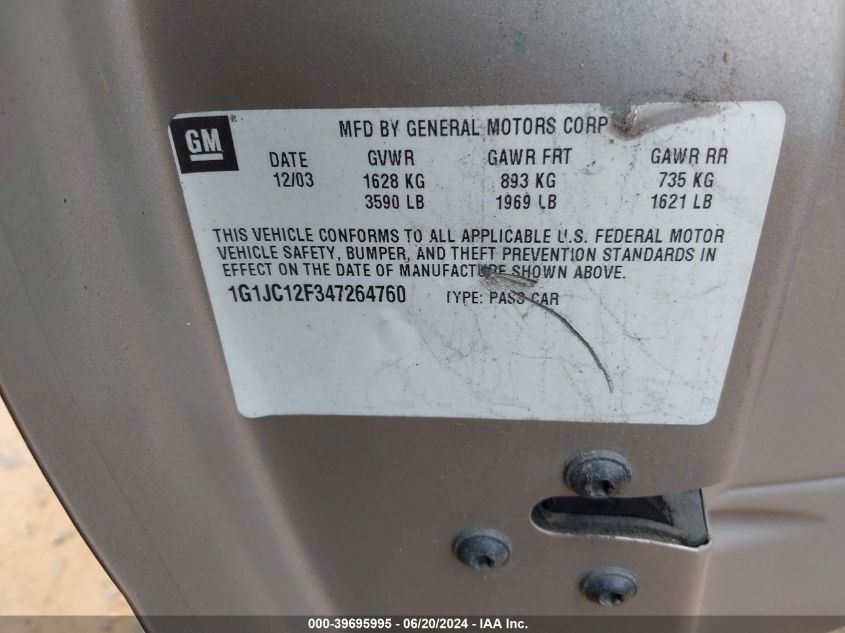 GM®
MFD BY GENERAL MOTORS CORP
DATE GVWR GAWR FRT GAWR RR
12/03 1628 KG 893 KG 735 KG
3590 LB 1969 LB 1621 LB
THIS VEHICLE CONFORMS TO ALL APPLICABLE U.S. FEDERAL MOTOR
VEHICLE SAFETY, BUMPER, AND THEFT PREVENTION STANDARDS IN
EFFECT ON THE DATE OF MANUFACTURE SHOWN ABOVE.
1G1JC12F347264760 TYPE: PASS CAR
000-39695995 - 06/20/2024 - IAA Inc.